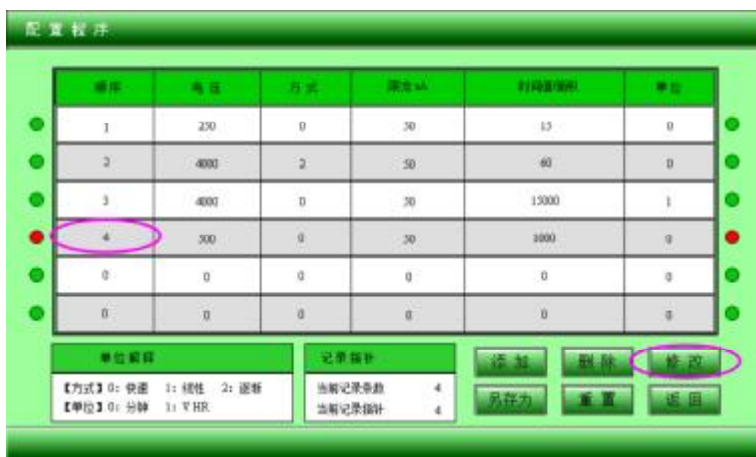 配置程序
顺序 电压 方式 限流uA 时间值/面积 单位
1 250 0 50 15 0
2 4000 2 50 60 0
3 4000 0 50 15000 1
4 500 0 50 1000 0
0 0 0 0 0 0
0 0 0 0 0 0
单位解释
【方式】0: 快速 1: 线性 2: 逐渐
【单位】0: 分钟 1: V HR
记录指针
当前记录条数 4
当前记录指针 4
添加 删除 修改
另存为 重置 返回